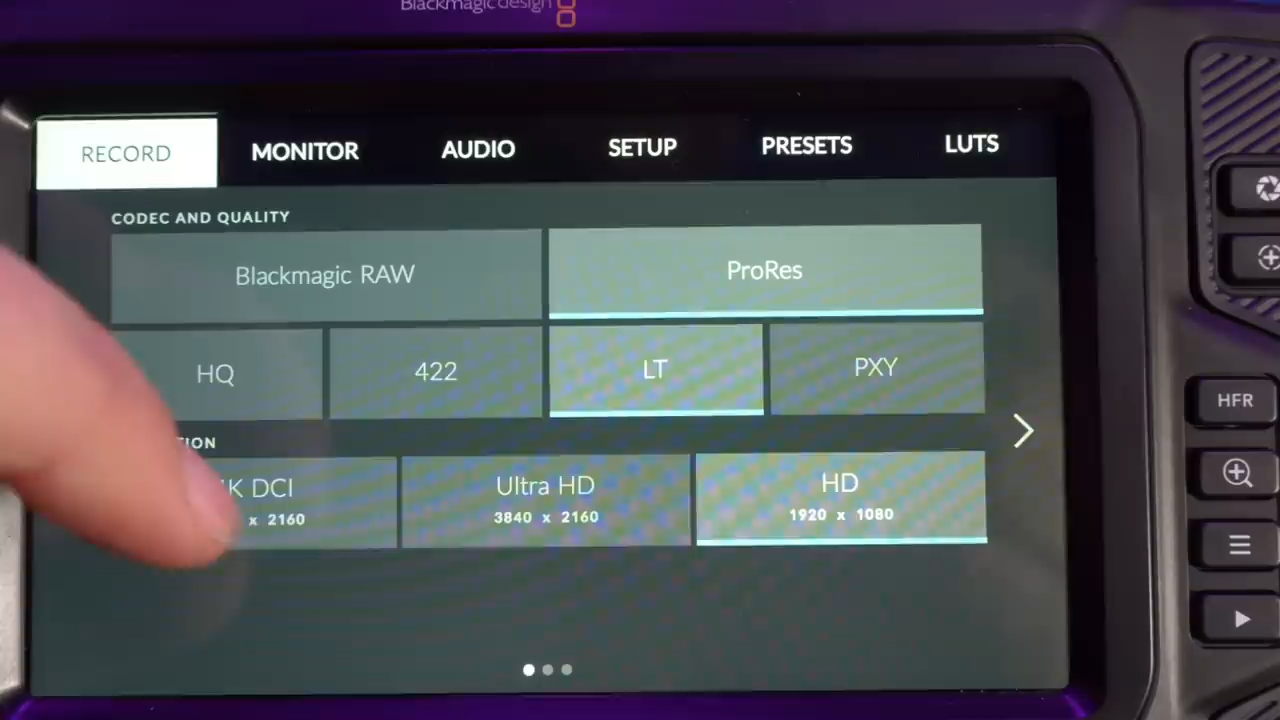 Blackmagicdesign
RECORD MONITOR AUDIO SETUP PRESETS LUTS
CODEC AND QUALITY
Blackmagic RAW ProRes
HQ 422 LT PXY
HFR
TION
K DCI Ultra HD HD
x 2160 3840 x 2160 1920 x 1080